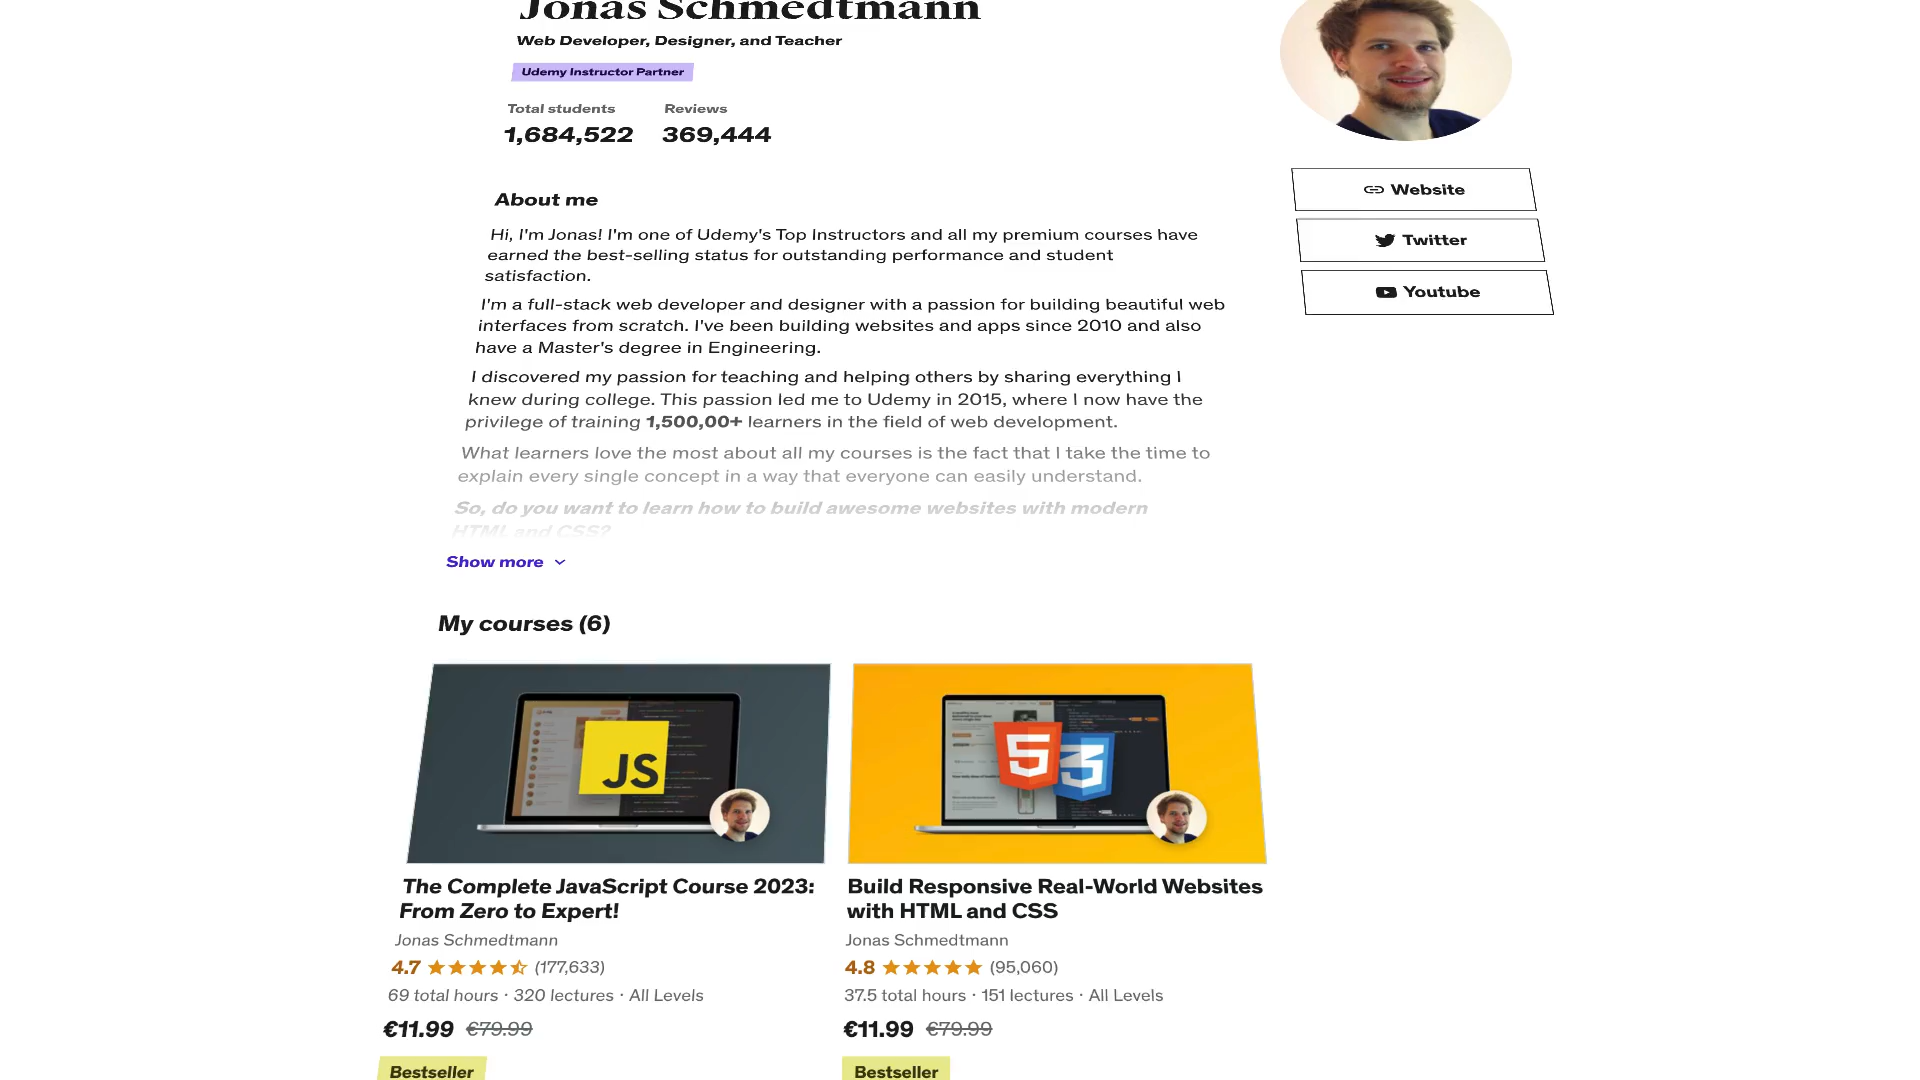 Jonas Schmedtmann
Web Developer, Designer, and Teacher
Udemy Instructor Partner
Total students Reviews
1,684,522 369,444
Website
Twitter
Youtube
About me
Hi, I'm Jonas! I'm one of Udemy's Top Instructors and all my premium courses have
earned the best-selling status for outstanding performance and student
satisfaction.
I'm a full-stack web developer and designer with a passion for building beautiful web
interfaces from scratch. I've been building websites and apps since 2010 and also
have a Master's degree in Engineering.
I discovered my passion for teaching and helping others by sharing everything I
knew during college. This passion led me to Udemy in 2015, where I now have the
privilege of training 1,500,00+ learners in the field of web development.
What learners love the most about all my courses is the fact that I take the time to
explain every single concept in a way that everyone can easily understand.
So, do you want to learn how to build awesome websites with modern
HTML and CSS?
Show more
My courses (6)
JS
5 3
The Complete JavaScript Course 2023:
From Zero to Expert!
Jonas Schmedtmann
4.7 (177,633)
69 total hours · 320 lectures · All Levels
€11.99 €79.99
Bestseller
Build Responsive Real-World Websites
with HTML and CSS
Jonas Schmedtmann
4.8 (95,060)
37.5 total hours · 151 lectures · All Levels
€11.99 €79.99
Bestseller